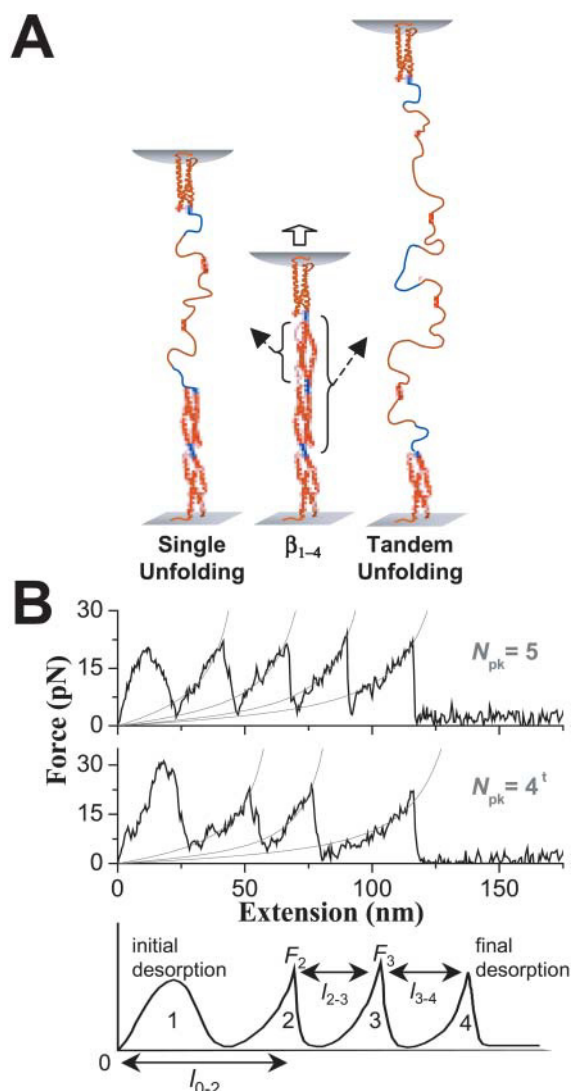 A
Single
Unfolding
β1–4
Tandem
Unfolding
B
30
15
0
Npk = 5
30
15
0
Npk = 4 t
Force (pN)
0 50 100 150
Extension (nm)
initial
desorption
final
desorption
F2
F3
l2-3
l3-4
1
2
3
4
0
l0-2